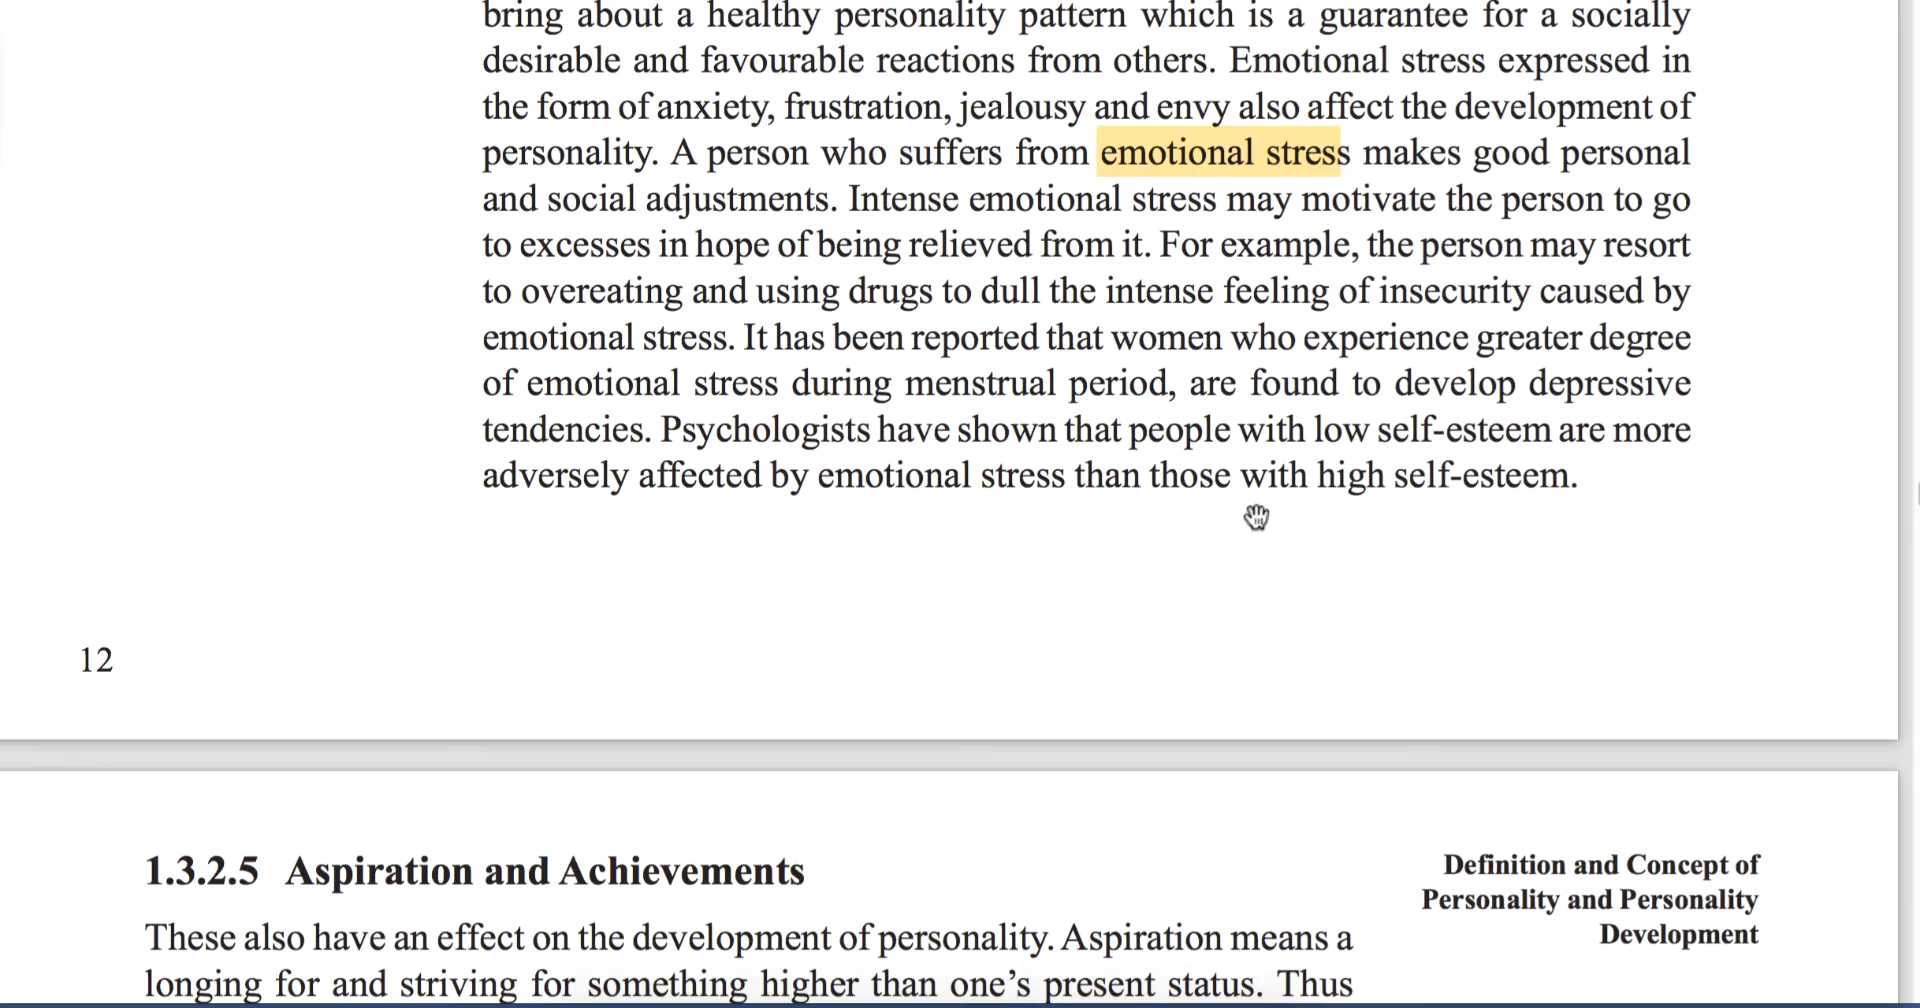 bring about a healthy personality pattern which is a guarantee for a socially
desirable and favourable reactions from others. Emotional stress expressed in
the form of anxiety, frustration, jealousy and envy also affect the development of
personality. A person who suffers from emotional stress makes good personal
and social adjustments. Intense emotional stress may motivate the person to go
to excesses in hope of being relieved from it. For example, the person may resort
to overeating and using drugs to dull the intense feeling of insecurity caused by
emotional stress. It has been reported that women who experience greater degree
of emotional stress during menstrual period, are found to develop depressive
tendencies. Psychologists have shown that people with low self-esteem are more
adversely affected by emotional stress than those with high self-esteem.
12
1.3.2.5 Aspiration and Achievements
These also have an effect on the development of personality. Aspiration means a
longing for and striving for something higher than one’s present status. Thus
Definition and Concept of
Personality and Personality
Development